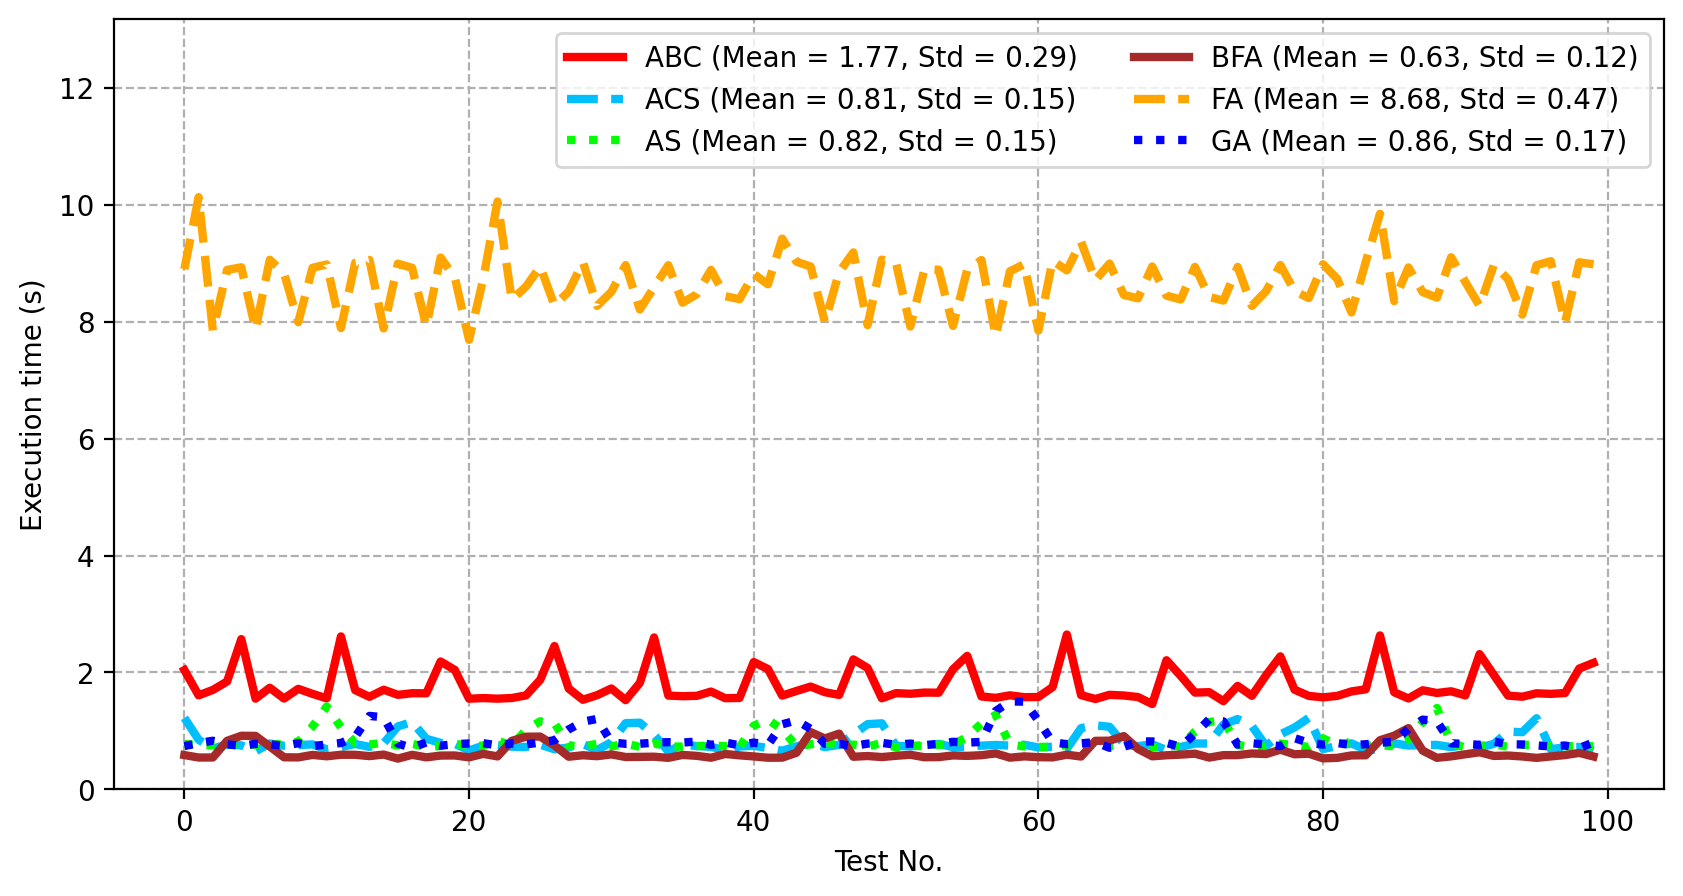 ABC (Mean = 1.77, Std = 0.29)
ACS (Mean = 0.81, Std = 0.15)
AS (Mean = 0.82, Std = 0.15)
BFA (Mean = 0.63, Std = 0.12)
FA (Mean = 8.68, Std = 0.47)
GA (Mean = 0.86, Std = 0.17)
Execution time (s)
12
10
8
6
4
2
0
0 20 40 60 80 100
Test No.